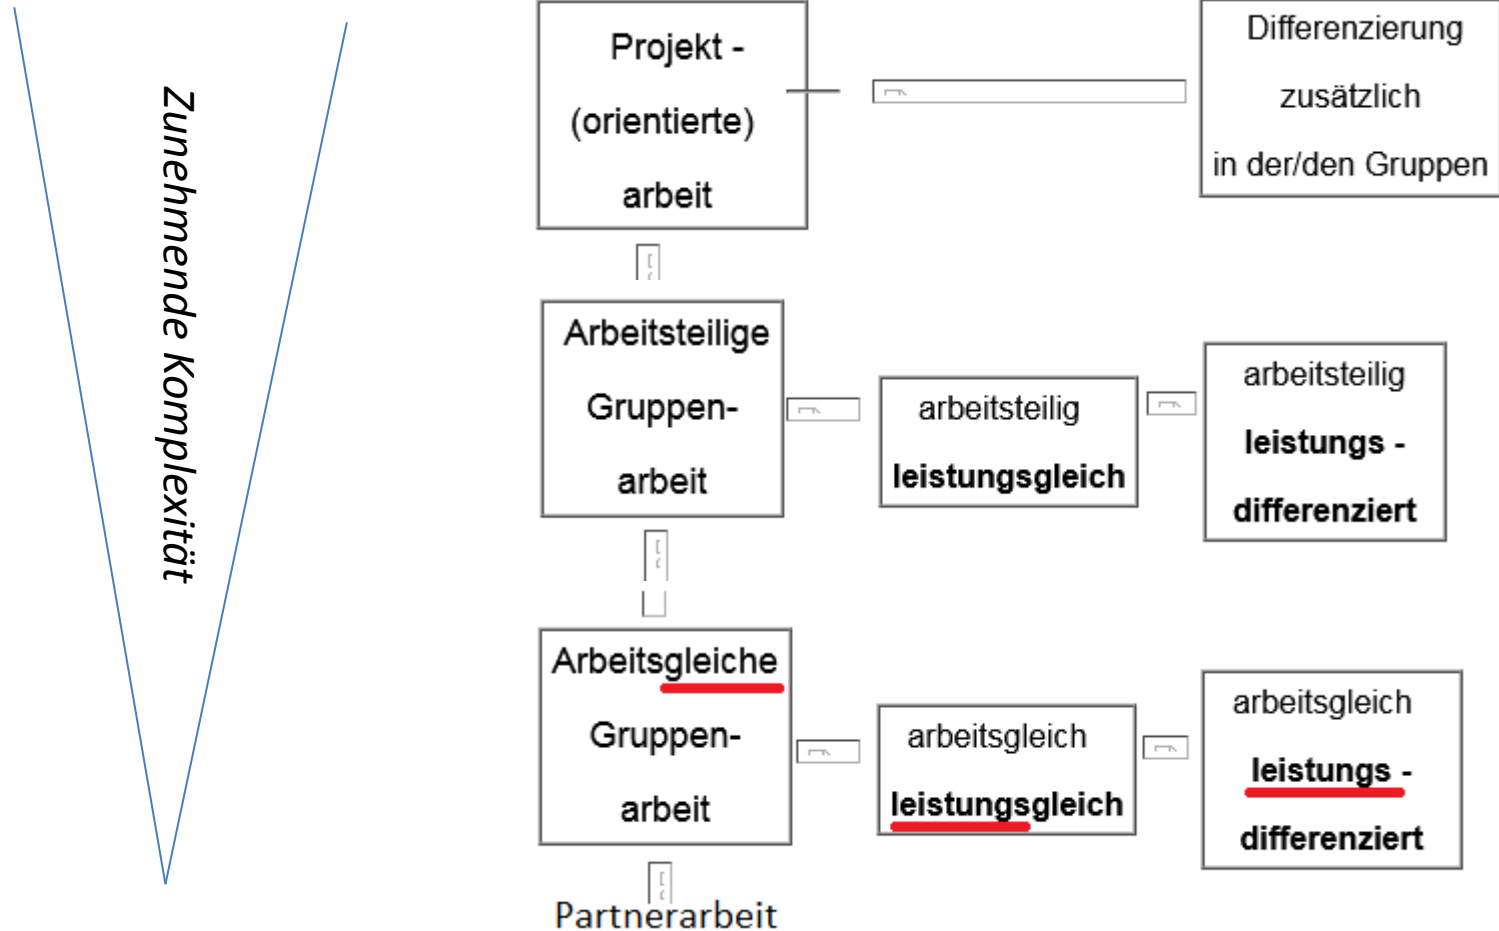 Zunehmende Komplexität
Projekt -
(orientierte)
arbeit
Differenzierung
zusätzlich
in der/den Gruppen
Arbeitsteilige
Gruppen-
arbeit
arbeitsteilig
leistungsgleich
arbeitsteilig
leistungs -
differenziert
Arbeitsgleiche
Gruppen-
arbeit
arbeitsgleich
leistungsgleich
arbeitsgleich
leistungs -
differenziert
Partnerarbeit